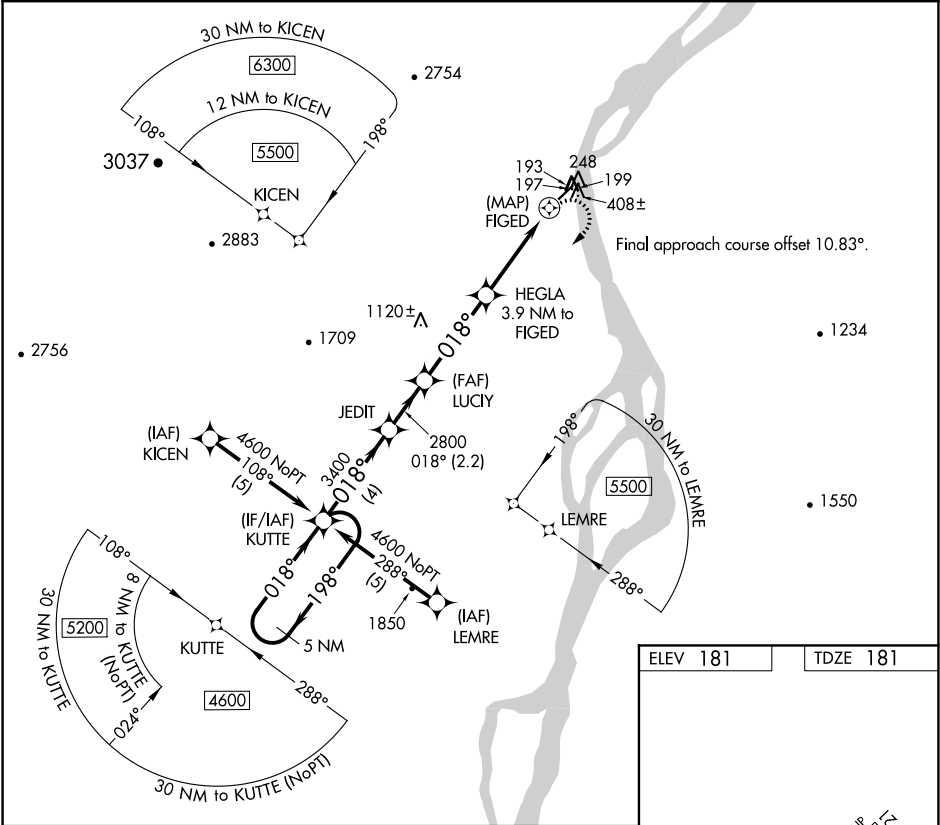 30 NM to KICEN
6300
2754
12 NM to KICEN
108°
198°
5500
3037
KICEN
2883
193
248
197
199
(MAP)
FIGED
408±
Final approach course offset 10.83°.
HEGLA
3.9 NM to
FIGED
1120±
018°
1709
1234
2756
(FAF)
LUCIY
JEDIT
2800
018° (2.2)
(IAF)
KICEN
4600 NoPT
108°
(5)
3400
018°
(4)
198°
30 NM to LEMRE
5500
LEMRE
288°
1550
(IF/IAF)
KUTTE
4600 NoPT
288°
(5)
018°
198°
1850
(IAF)
LEMRE
5 NM
108°
30 NM to KUTTE
5200
8 NM to KUTTE
(NoPT)
KUTTE
024°
4600
288°
30 NM to KUTTE (NoPT)
ELEV 181
TDZE 181
21